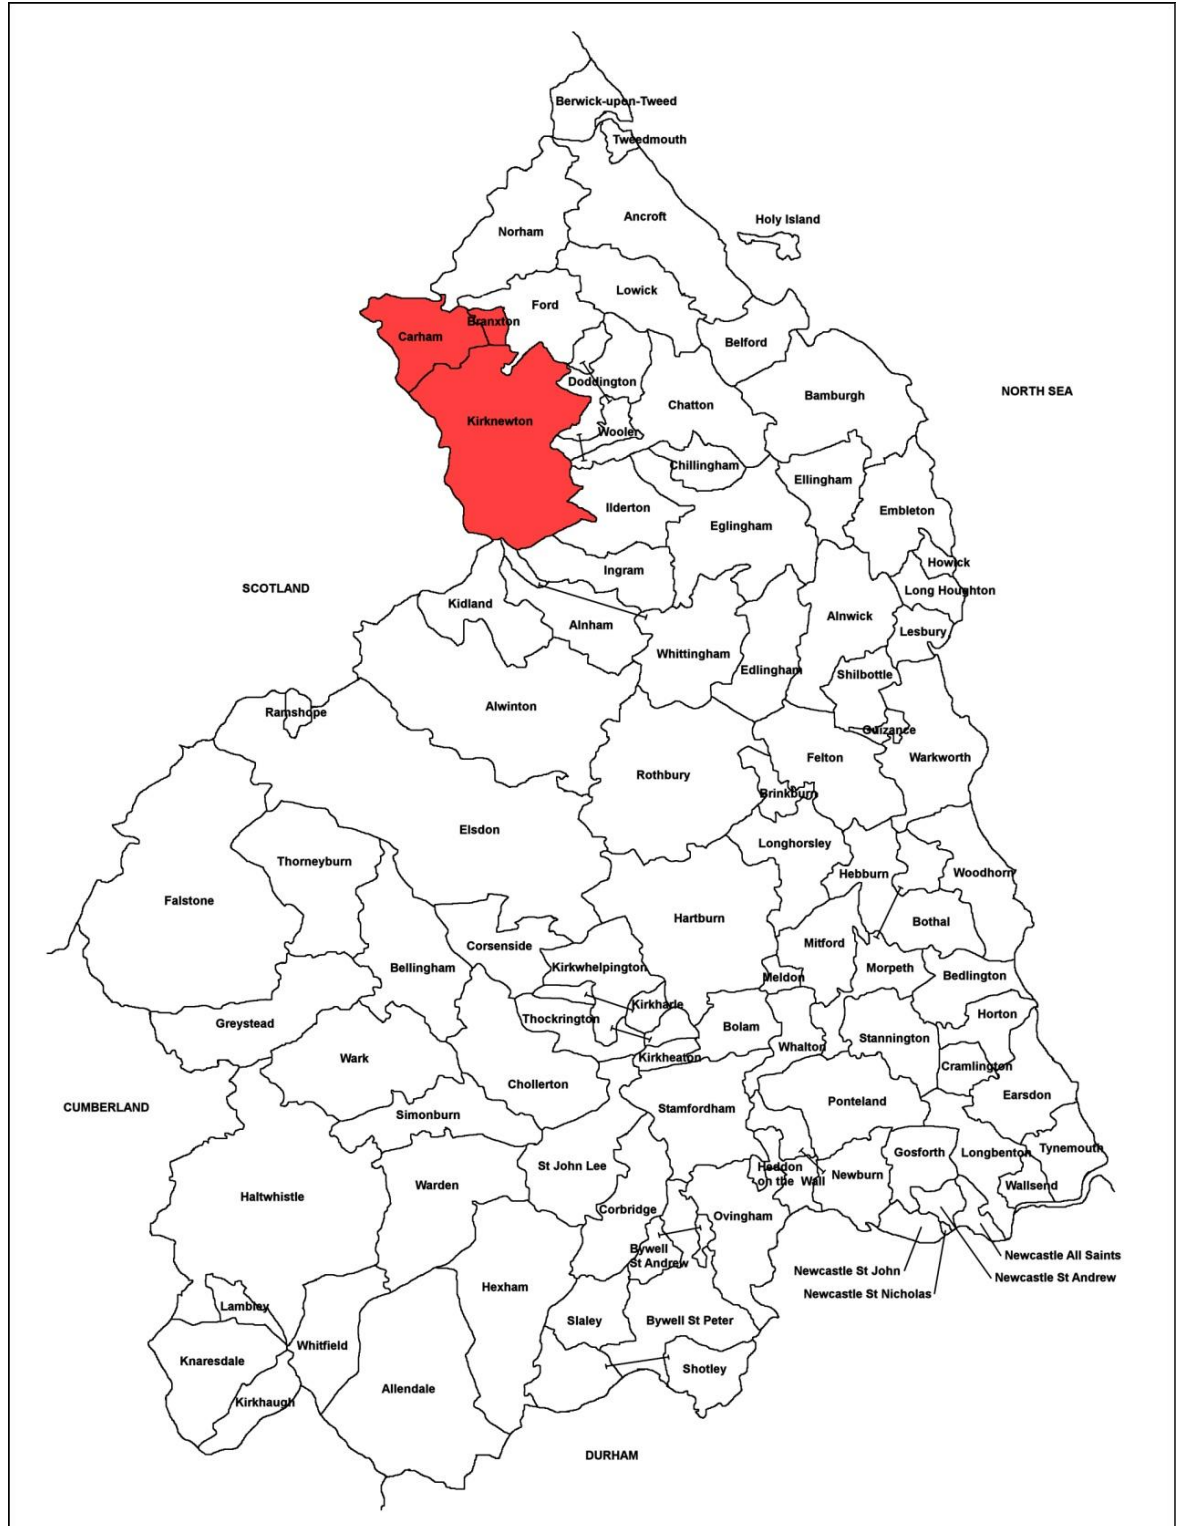 Berwick-upon-Tweed
Tweedmouth
Ancroft
Holy Island
Norham
Lowick
Ford
Branxton
Carham
Belford
Doddington
NORTH SEA
Bamburgh
Chatton
Kirknewton
Wooler
Chillingham
Ellingham
Ilderton
Embleton
Eglingham
Howick
Ingram
SCOTLAND
Long Houghton
Kidland
Alnwick
Alnham
Lesbury
Whittingham
Edlingham
Shilbottle
Alwinton
Ramshope
Guizance
Felton
Warkworth
Rothbury
Brinkburn
Elsdon
Longhorsley
Thorneyburn
Hebburn
Woodhorn
Falstone
Hartburn
Bothal
Mitford
Corsenside
Kirkwhelpington
Bellingham
Morpeth
Meldon
Bedlington
Kirkharle
Horton
Thockrington
Greystead
Bolam
Stannington
Whalton
Wark
Kirkheaton
Cramlington
Chollerton
Earsdon
Ponteland
CUMBERLAND
Stamfordham
Simonburn
Tynemouth
Gosforth
Longbenton
St John Lee
Heddon
on the Wall
Newburn
Warden
Wallsend
Haltwhistle
Corbridge
Ovingham
Bywell
St Andrew
Newcastle All Saints
Newcastle St John
Newcastle St Andrew
Hexham
Newcastle St Nicholas
Lambley
Slaley
Bywell St Peter
Whitfield
Knaresdale
Shotley
Allendale
Kirkhaugh
DURHAM